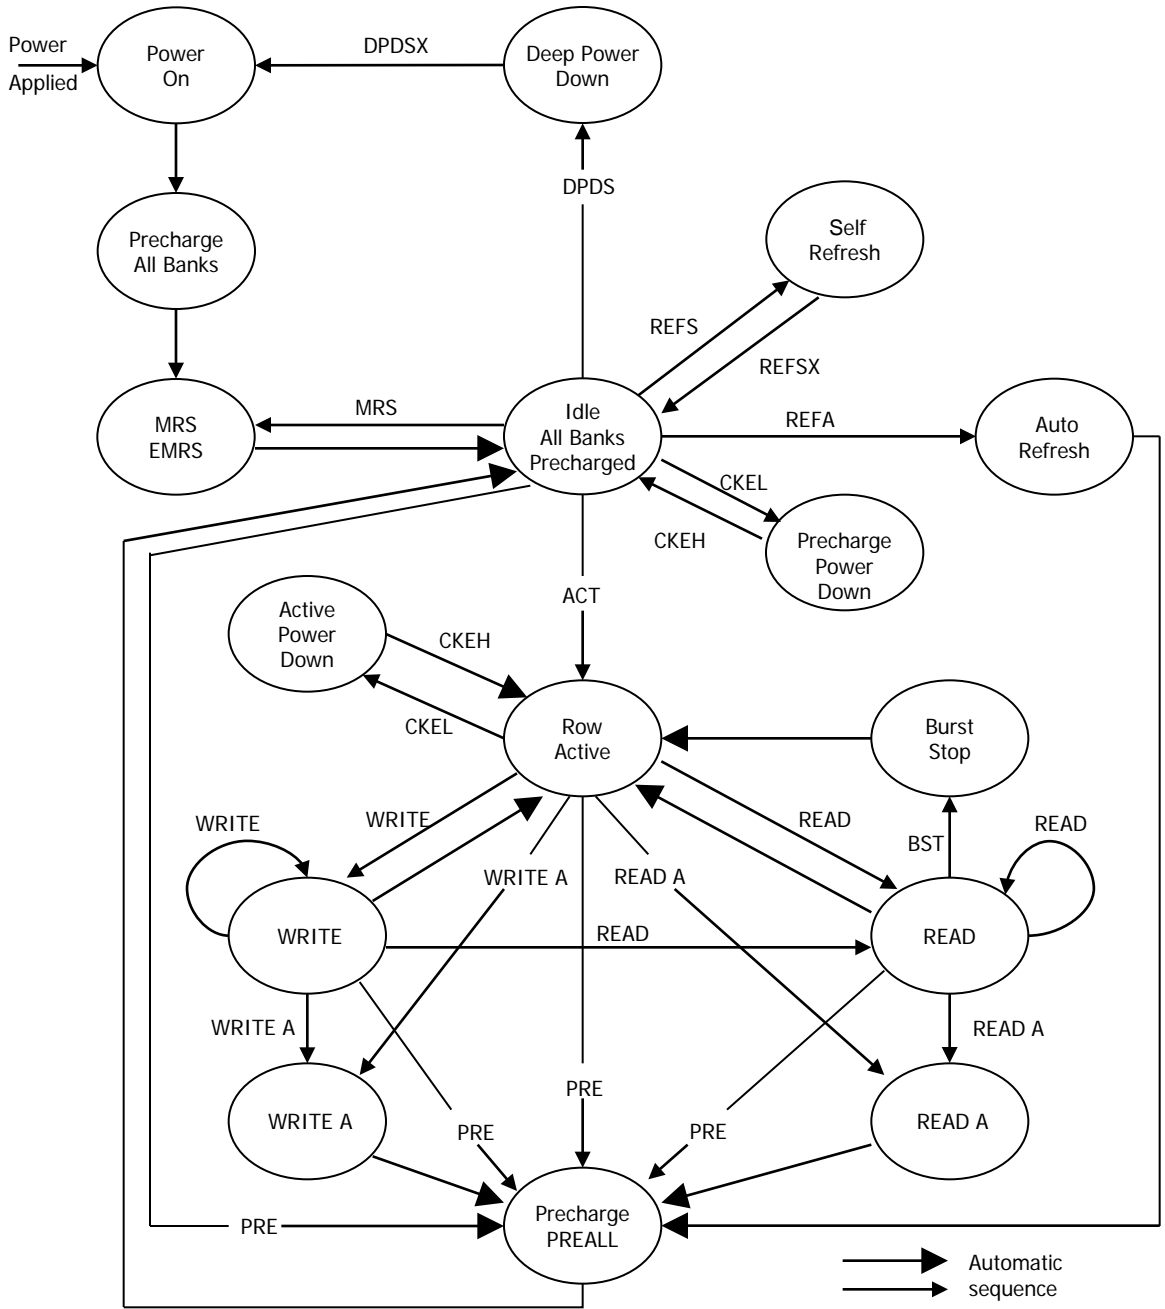 Power
Applied
Power
On
DPDSX
Deep Power
Down
DPDS
Precharge
All Banks
Self
Refresh
REFS
REFSX
MRS
EMRS
MRS
Idle
All Banks
Precharged
REFA
Auto
Refresh
CKEL
CKEH
Precharge
Power
Down
ACT
Active
Power
Down
CKEH
CKEL
Row
Active
Burst
Stop
WRITE
WRITE
READ
BST
READ
WRITE A
READ A
WRITE
READ
READ
WRITE A
READ A
PRE
WRITE A
PRE
PRE
READ A
Precharge
PREALL
PRE
Automatic
sequence